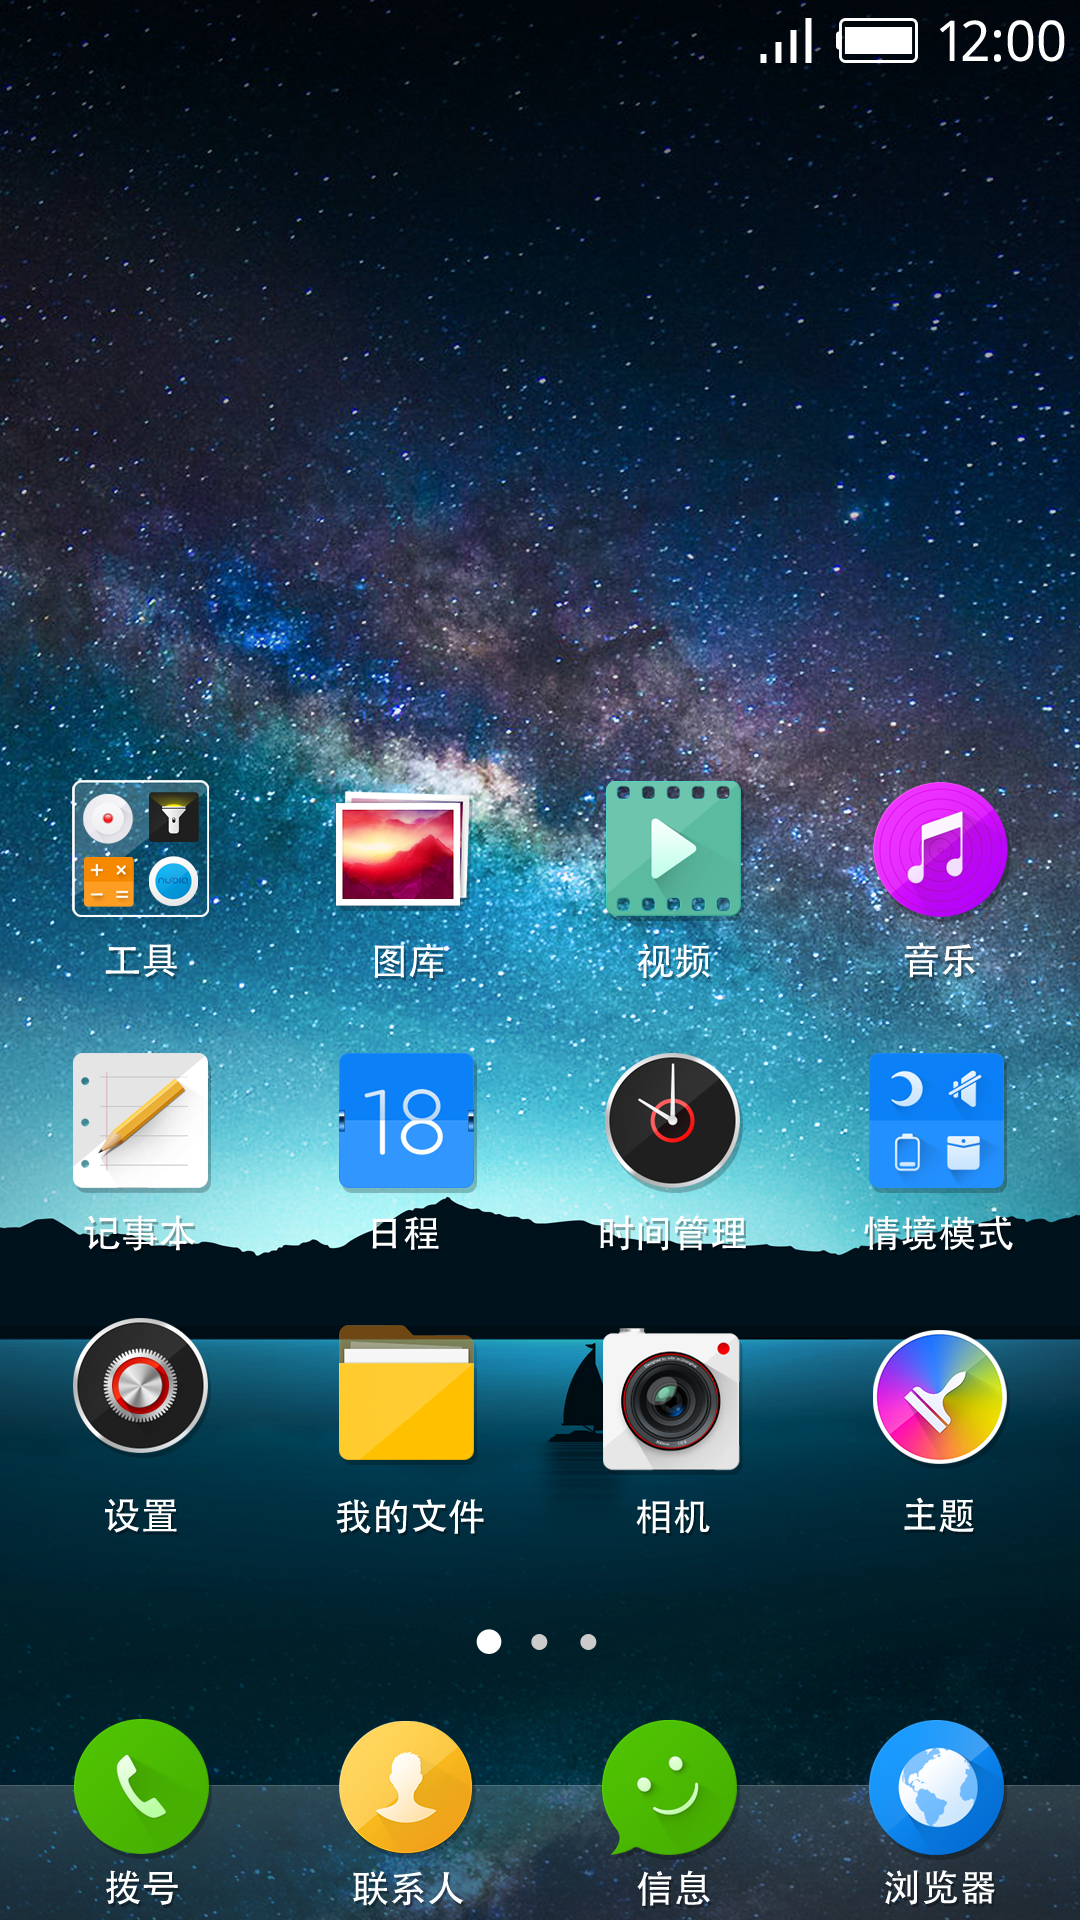 12:00
工具
图库
视频
音乐
18
记事本
日程
时间管理
情境模式
设置
我的文件
相机
主题
拨号
联系人
信息
浏览器